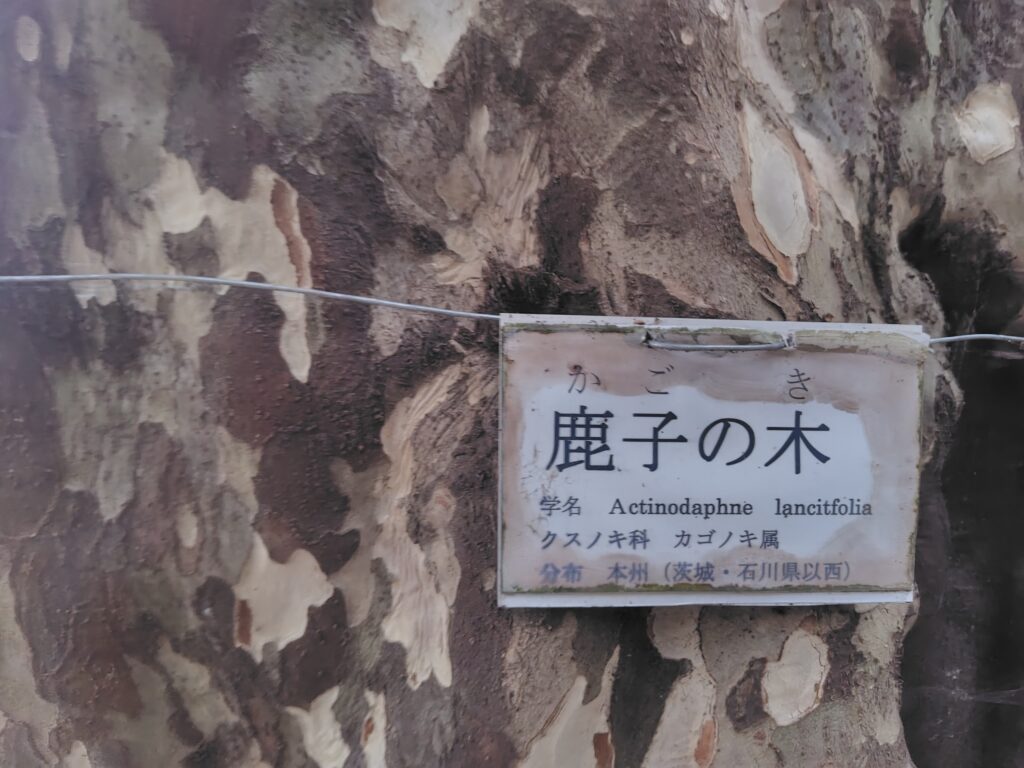 かご き
鹿子の木
学名 Actinodaphne lancitfolia
クスノキ科 カゴノキ属
分布 本州（茨城・石川県以西）